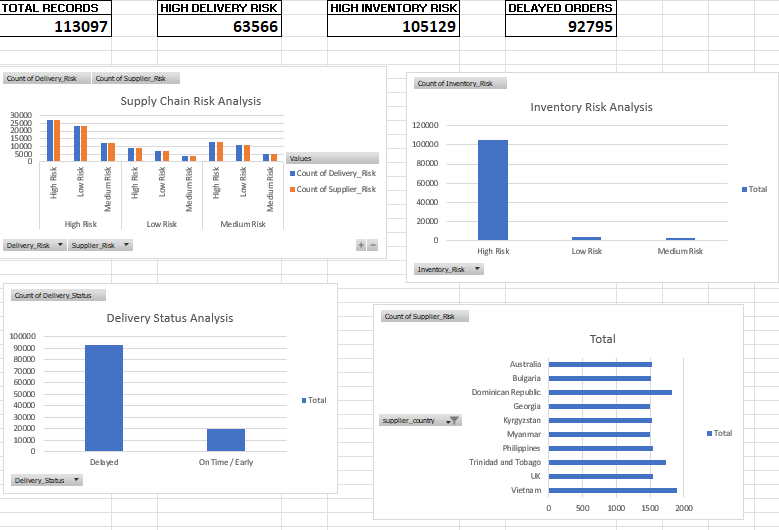 TOTAL RECORDS
113097
HIGH DELIVERY RISK
63566
HIGH INVENTORY RISK
105129
DELAYED ORDERS
92795
Count of Delivery_Risk
Count of Supplier_Risk
Supply Chain Risk Analysis
30000
25000
20000
15000
10000
5000
0
High Risk
Low Risk
Medium Risk
High Risk
Low Risk
Medium Risk
High Risk
Low Risk
Medium Risk
High Risk
Low Risk
Medium Risk
Values
Count of Delivery_Risk
Count of Supplier_Risk
Delivery_Risk
Supplier_Risk
Count of Inventory_Risk
Inventory Risk Analysis
120000
100000
80000
60000
40000
20000
0
High Risk
Low Risk
Medium Risk
Total
Inventory_Risk
Count of Delivery_Status
Delivery Status Analysis
100000
90000
80000
70000
60000
50000
40000
30000
20000
10000
0
Delayed
On Time / Early
Total
Delivery_Status
Count of Supplier_Risk
Total
supplier_country
Australia
Bulgaria
Dominican Republic
Georgia
Kyrgyzstan
Myanmar
Philippines
Trinidad and Tobago
UK
Vietnam
0
500
1000
1500
2000
Total